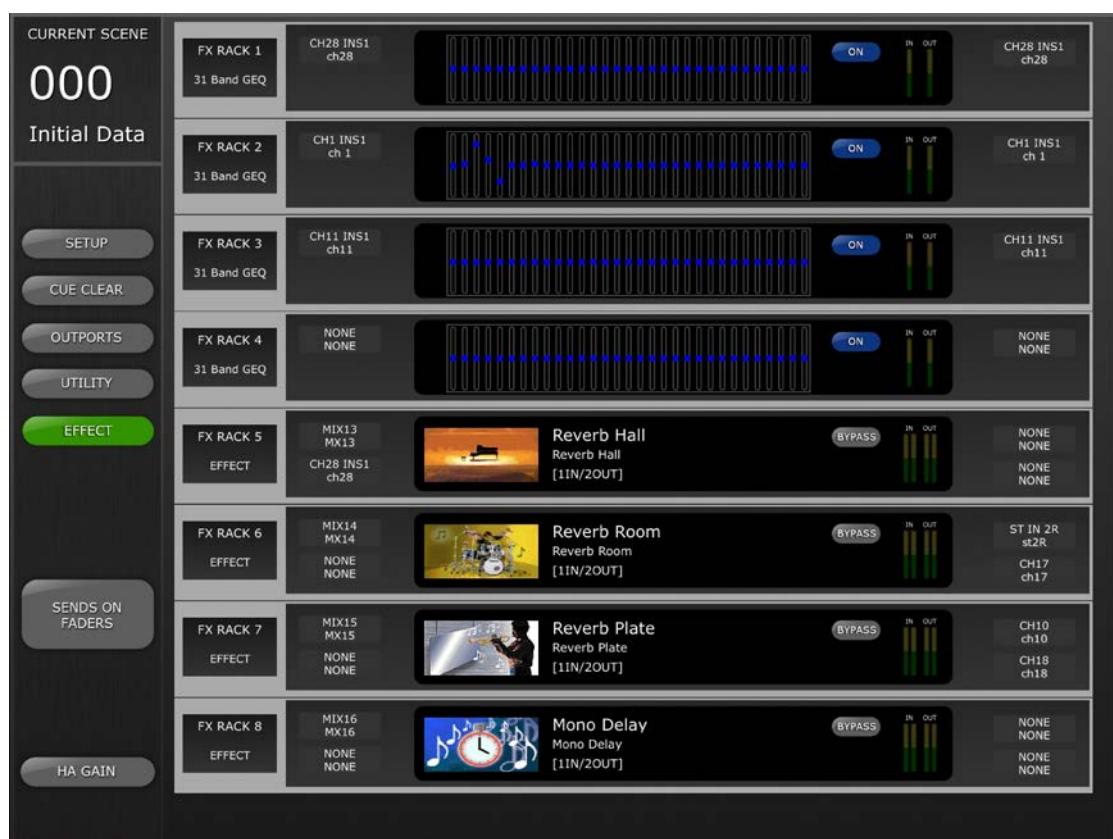 CURRENT SCENE
000
Initial Data
SETUP
CUE CLEAR
OUTPORTS
UTILITY
EFFECT
SENDS ON
FADERS
HA GAIN
FX RACK 1
31 Band GEQ
CH28 INS1
ch28
ON
IN OUT
CH28 INS1
ch28
FX RACK 2
31 Band GEQ
CH1 INS1
ch 1
ON
IN OUT
CH1 INS1
ch 1
FX RACK 3
31 Band GEQ
CH11 INS1
ch11
ON
IN OUT
CH11 INS1
ch11
FX RACK 4
31 Band GEQ
NONE
NONE
ON
IN OUT
NONE
NONE
FX RACK 5
EFFECT
MIX13
MX13
CH28 INS1
ch28
Reverb Hall
Reverb Hall
[1IN/2OUT]
BYPASS
IN OUT
NONE
NONE
NONE
NONE
FX RACK 6
EFFECT
MIX14
MX14
NONE
NONE
Reverb Room
Reverb Room
[1IN/2OUT]
BYPASS
IN OUT
ST IN 2R
st2R
CH17
ch17
FX RACK 7
EFFECT
MIX15
MX15
NONE
NONE
Reverb Plate
Reverb Plate
[1IN/2OUT]
BYPASS
IN OUT
CH10
ch10
CH18
ch18
FX RACK 8
EFFECT
MIX16
MX16
NONE
NONE
Mono Delay
Mono Delay
[1IN/2OUT]
BYPASS
IN OUT
NONE
NONE
NONE
NONE